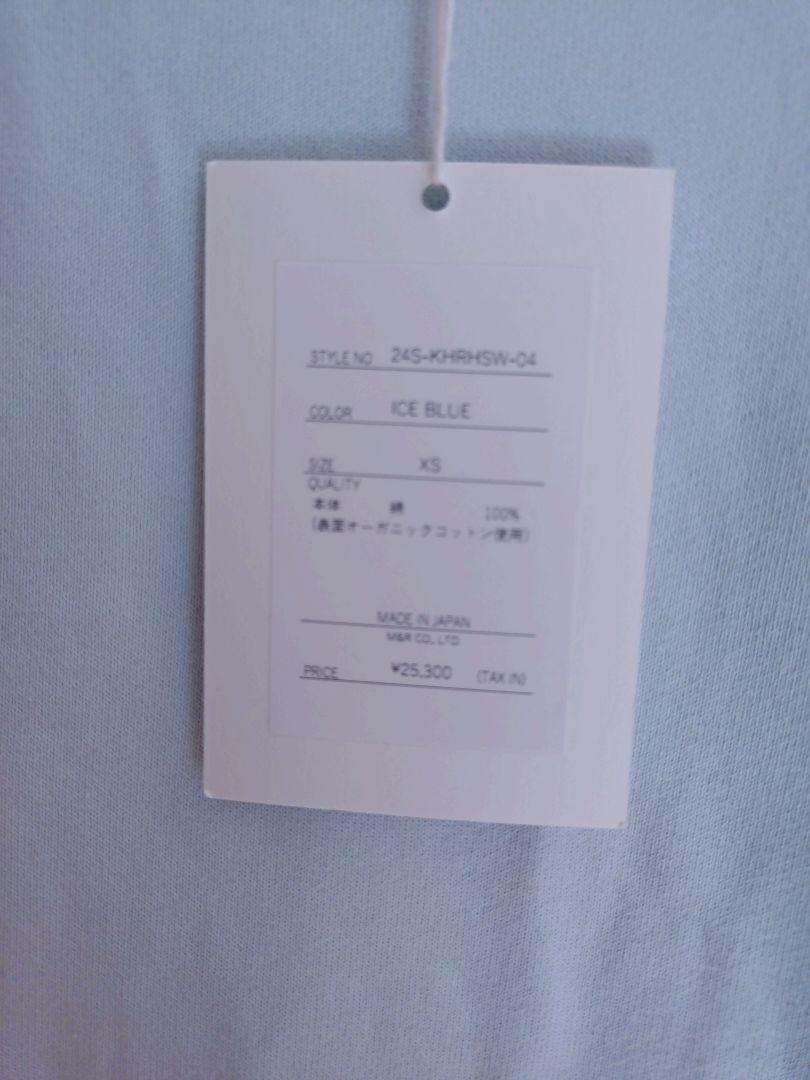 STYLE NO 24S-KHRHSW-04
COLOR ICE BLUE
SIZE XS
QUALITY
本体 綿 100%
(表面オーガニックコットン使用)
MADE IN JAPAN
M&R CO., LTD.
PRICE ¥25,300 (TAX IN)